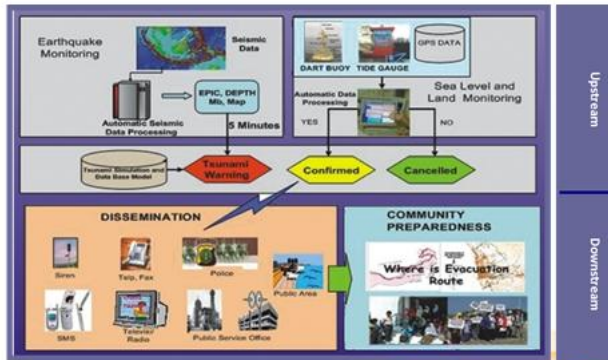 Earthquake
Monitoring
Seismic
Data
EPIC, DEPTH
Mb, Map
Automatic Seismic
Data Processing
5 Minutes
DART BUOY
TIDE GAUGE
GPS DATA
Sea Level and
Land Monitoring
Automatic Data
Processing
YES
NO
Tsunami Simulation and
Data Base Model
Tsunami
Warning
Confirmed
Cancelled
DISSEMINATION
Siren
Telp, Fax
Police
Public Area
SMS
Televisi
Radio
Public Service Office
COMMUNITY
PREPAREDNESS
Where is Evacuation
Route
Upstream
Downstream